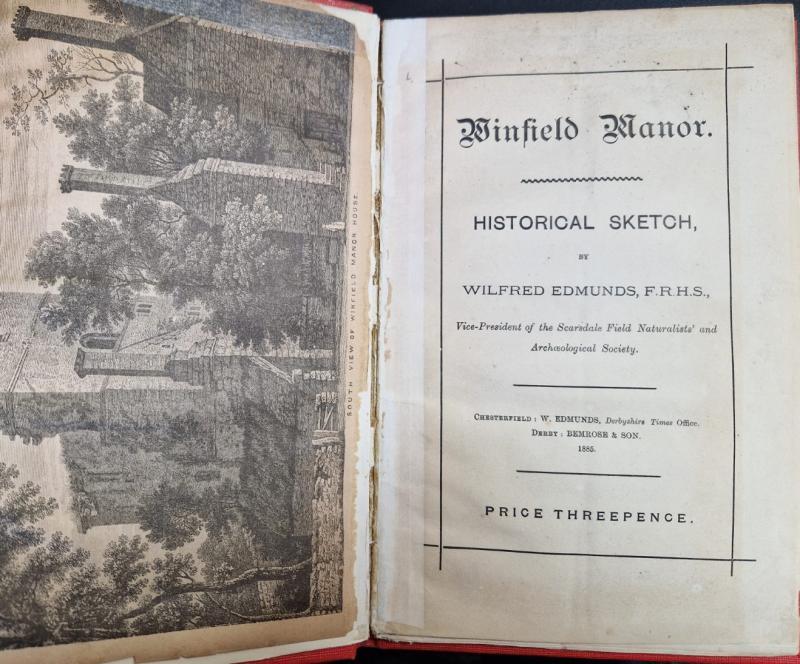 SOUTH VIEW OF WINFIELD MANOR HOUSE.
Winfield Manor.
HISTORICAL SKETCH,
BY
WILFRED EDMUNDS, F.R.H.S.,
Vice-President of the Scarsdale Field Naturalists' and
Archæological Society.
CHESTERFIELD: W. EDMUNDS, Derbyshire Times Office.
DERBY: BEMROSE & SON.
1885.
PRICE THREEPENCE.